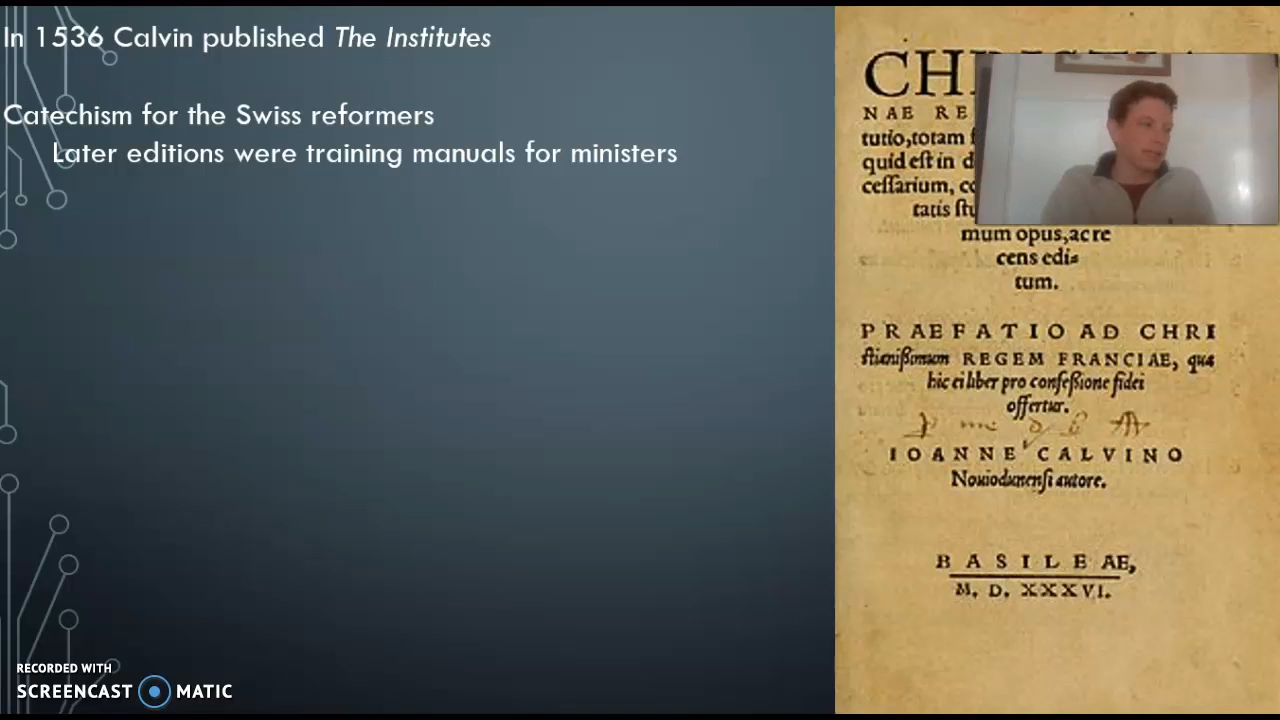 In 1536 Calvin published The Institutes
Catechism for the Swiss reformers
Later editions were training manuals for ministers
NAE RE
tutio, totam
quid est in d
cessarium, co
tatis stu
mum opus, ac re
cens edi=
tum.
PRAEFATIO AD CHRI
stianißimum REGEM FRANCIAE, qua
hic ei liber pro confeßione fidei
offertur.
IOANNE CALVINO
Nouiodunensi autore.
BASILEAE,
M. D. XXXVI.
RECORDED WITH
SCREENCAST MATIC